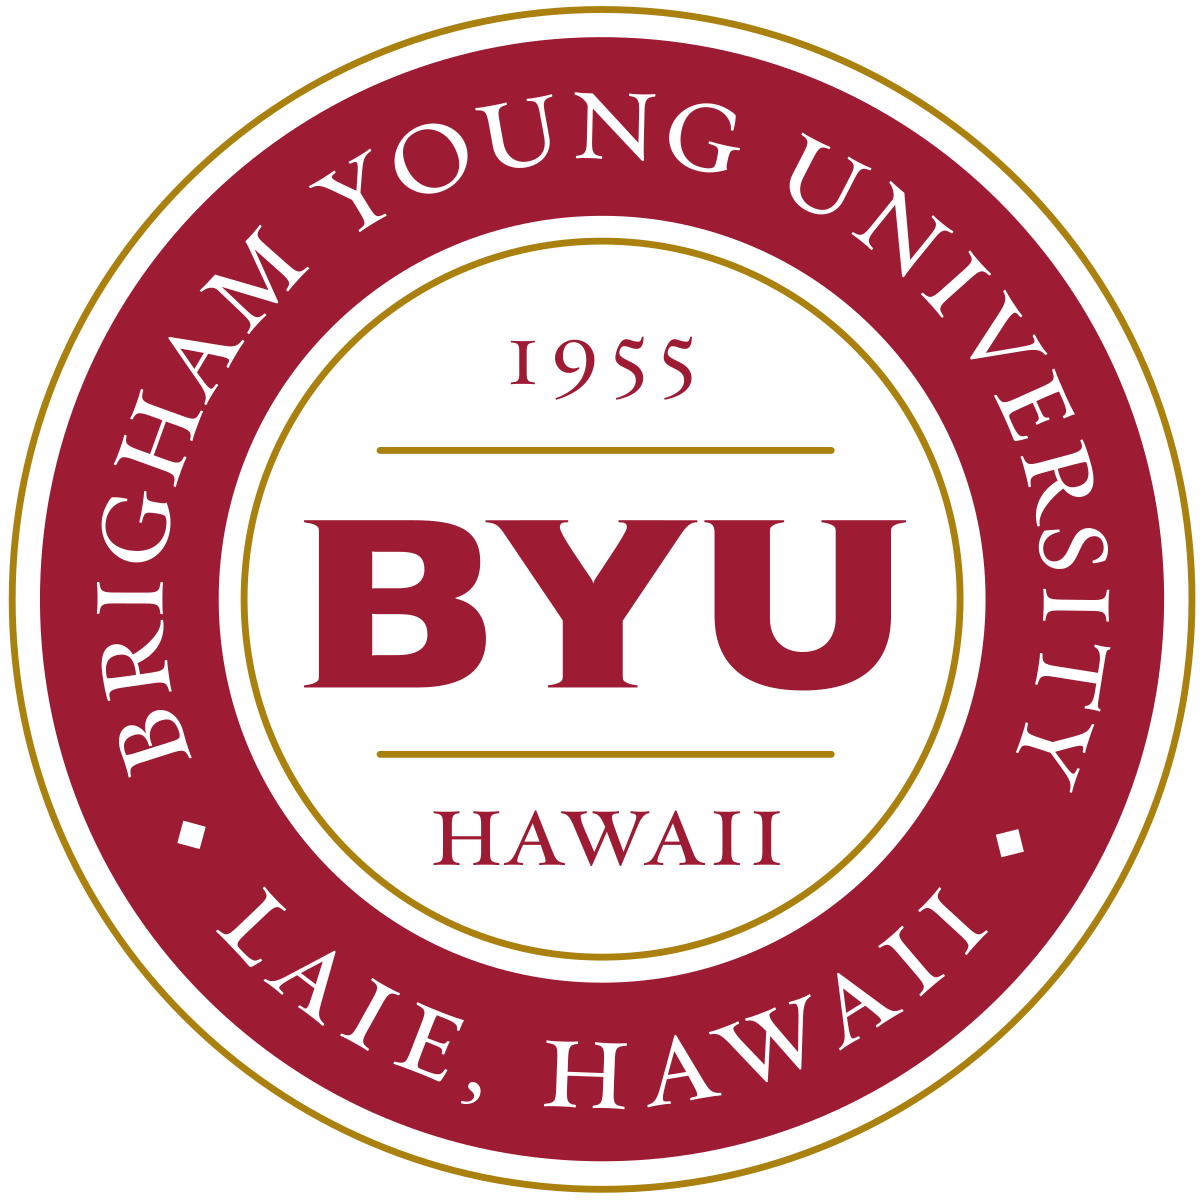 BRIGHAM YOUNG UNIVERSITY
1955
BYU
HAWAII
LAIE, HAWAII